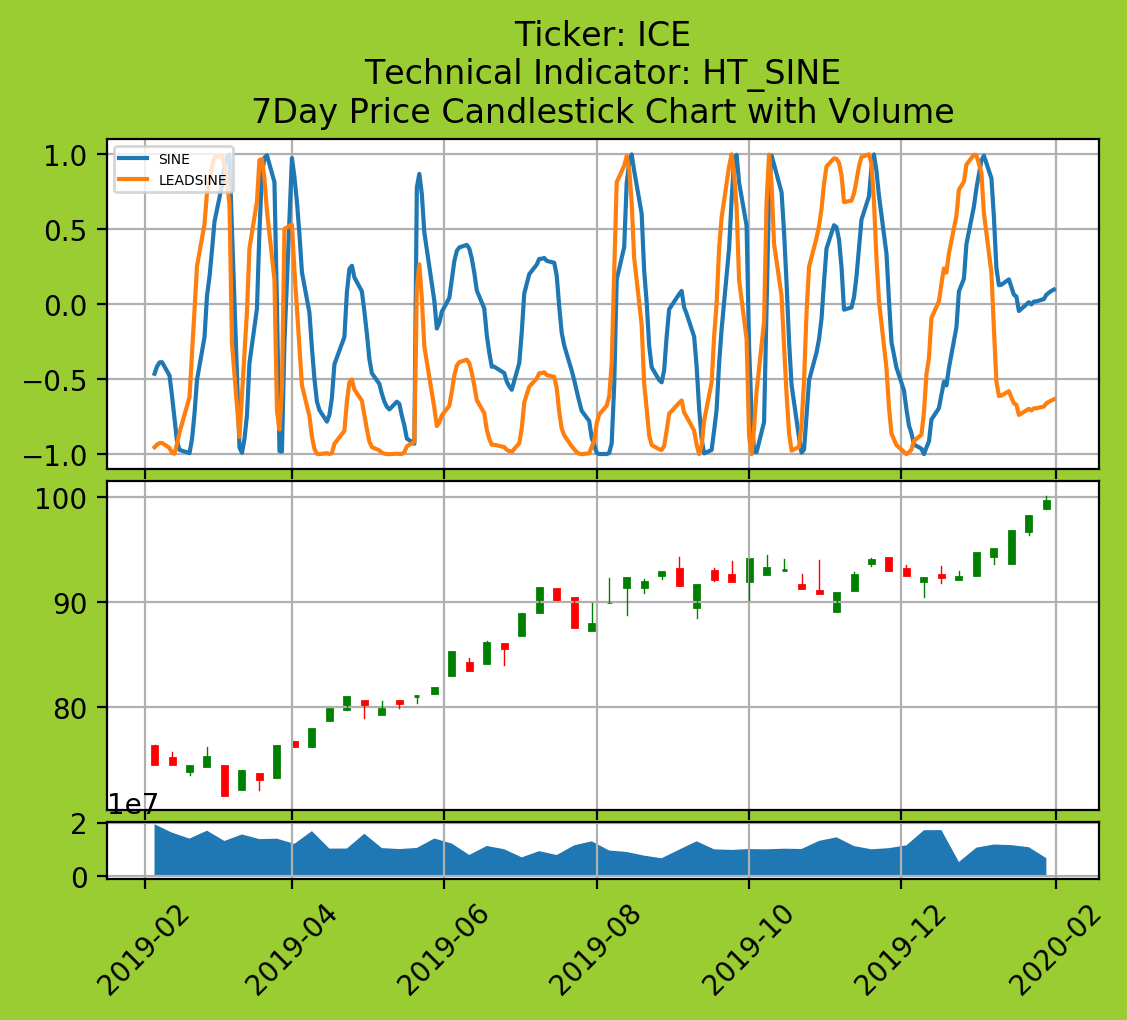 Ticker: ICE
Technical Indicator: HT_SINE
7Day Price Candlestick Chart with Volume
SINE
LEADSINE
1.0
0.5
0.0
−0.5
−1.0
100
90
80
1e7
2
0
2019-02
2019-04
2019-06
2019-08
2019-10
2019-12
2020-02